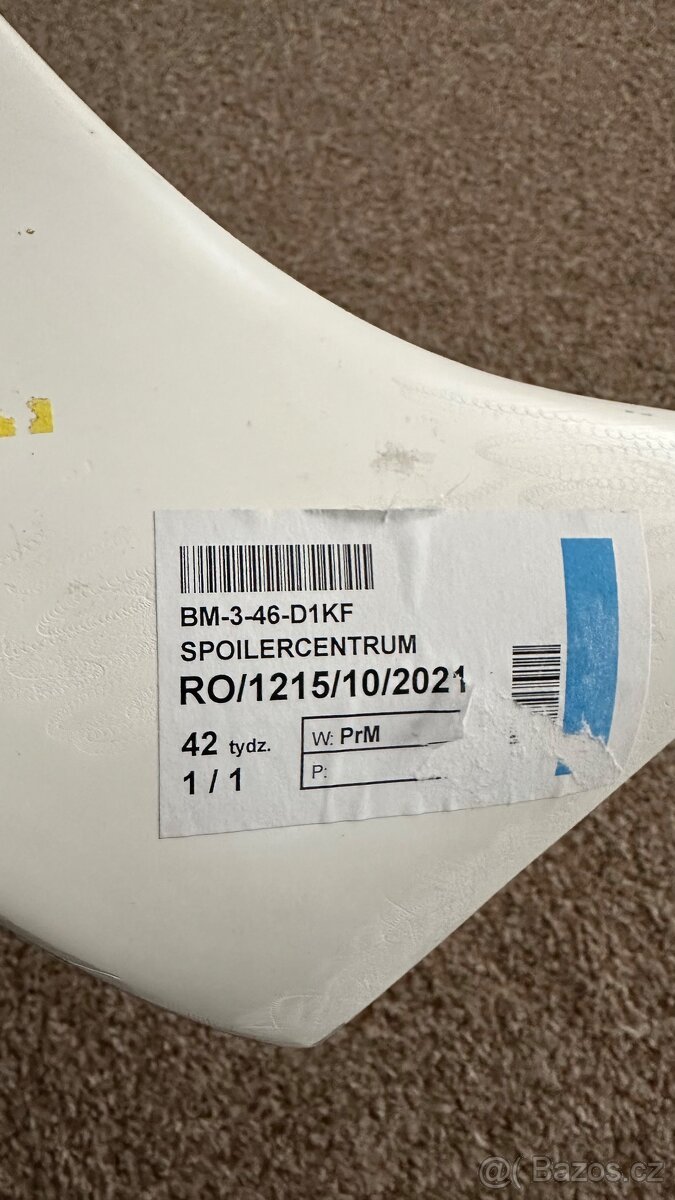 BM-3-46-D1KF
SPOILERCENTRUM
RO/1215/10/2021
42 tydz.
1 / 1
W: PrM
P:
@( Bazos.cz